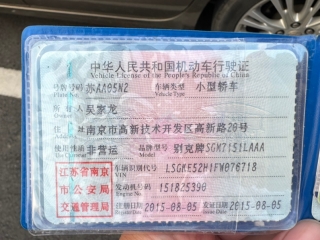 中华人民共和国机动车行驶证
Vehicle License of the People's Republic of China
号牌号码 苏AA05N2 车辆类型 小型轿车
Plate No. Vehicle Type
所有人 吴家龙
住址 南京市高新技术开发区高新路20号
使用性质 非营运 品牌型号 别克牌SGM7151LAAA
江苏省南京
市公安局
交通管理局
车辆识别代号 LSGKE52H1FW076718
VIN
发动机号码 151825390
注册日期 2015-08-05 发证日期 2015-08-05